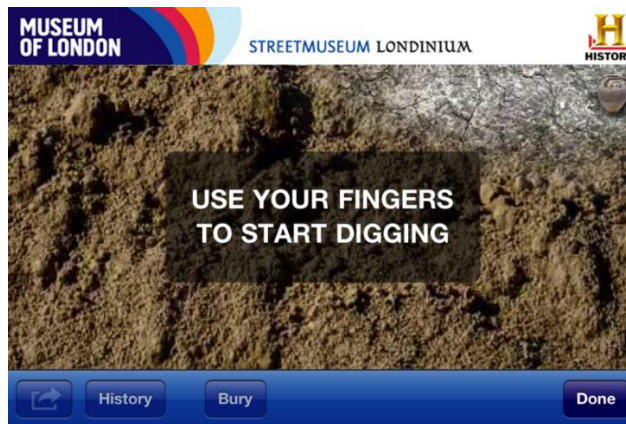 MUSEUM
OF LONDON
STREETMUSEUM LONDINIUM
H
HISTOR
USE YOUR FINGERS
TO START DIGGING
History
Bury
Done